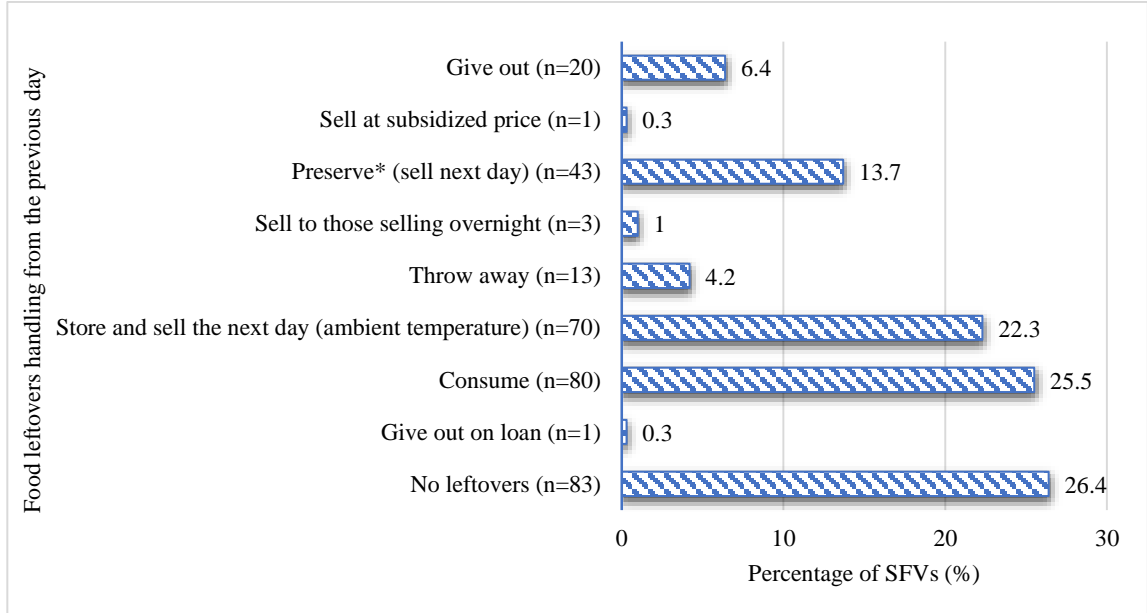 Food leftovers handling from the previous day
Give out (n=20)
6.4
Sell at subsidized price (n=1)
0.3
Preserve* (sell next day) (n=43)
13.7
Sell to those selling overnight (n=3)
1
Throw away (n=13)
4.2
Store and sell the next day (ambient temperature) (n=70)
22.3
Consume (n=80)
25.5
Give out on loan (n=1)
0.3
No leftovers (n=83)
26.4
0 10 20 30
Percentage of SFVs (%)